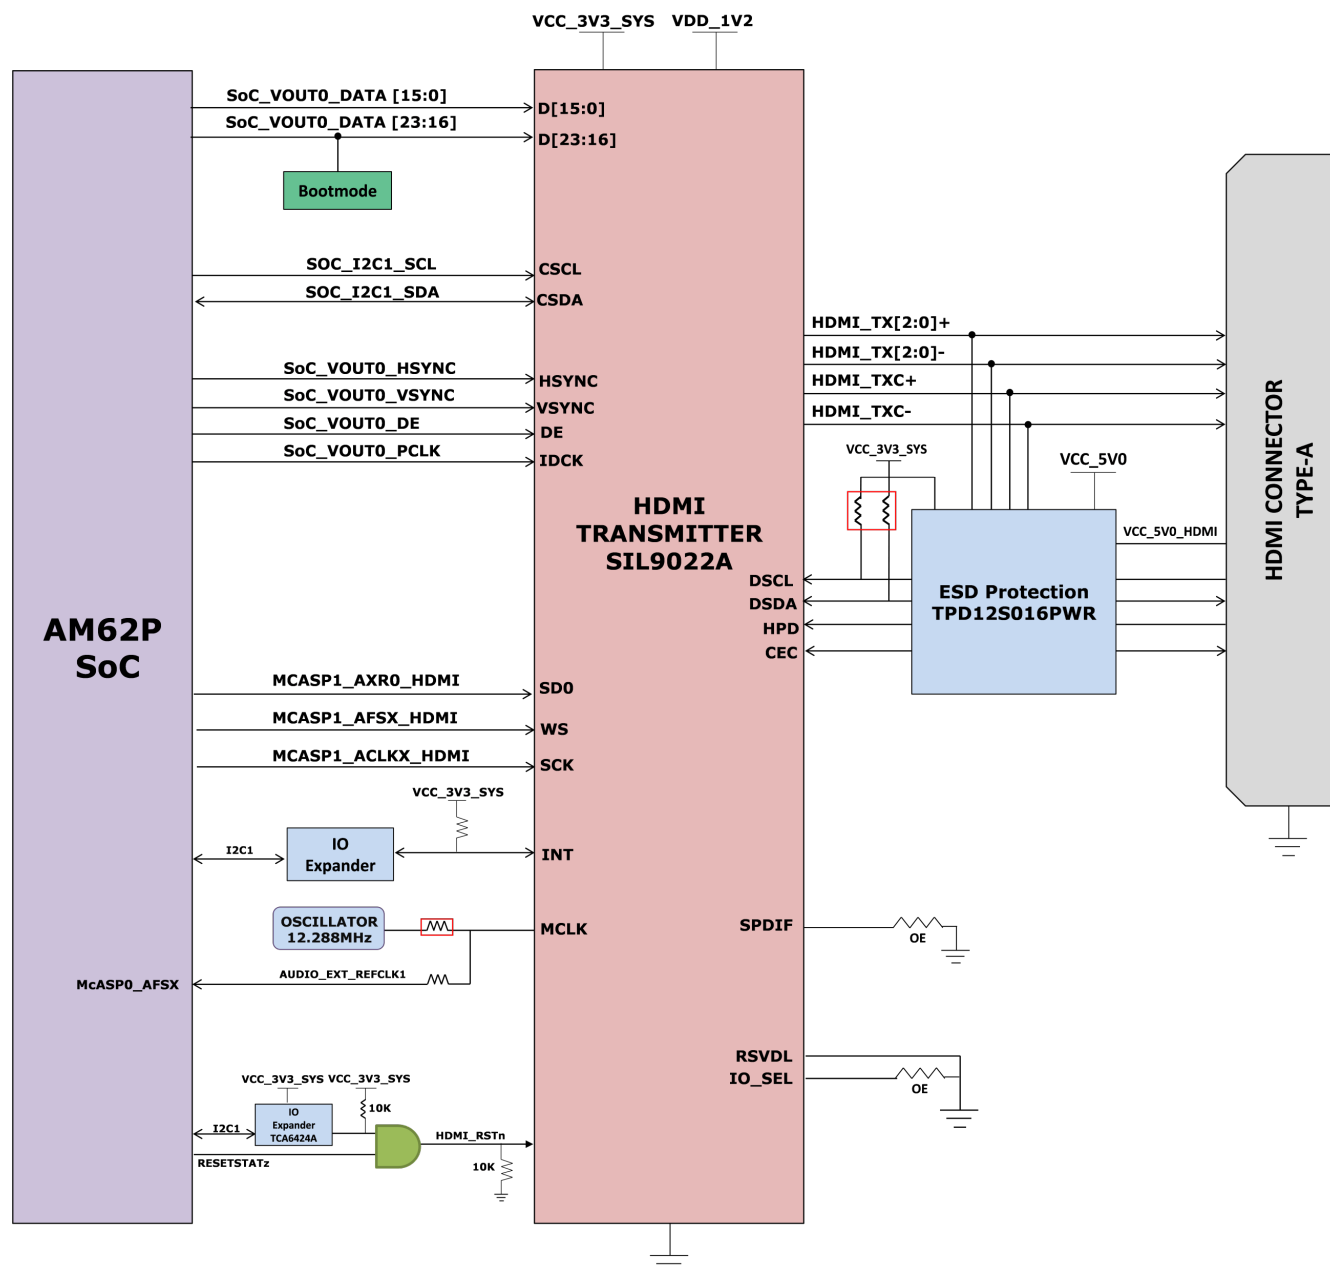 VCC_3V3_SYS
VDD_1V2
SoC_VOUT0_DATA [15:0]
D[15:0]
SoC_VOUT0_DATA [23:16]
D[23:16]
Bootmode
SOC_I2C1_SCL
CSCL
SOC_I2C1_SDA
CSDA
HDMI_TX[2:0]+
HDMI_TX[2:0]-
SoC_VOUT0_HSYNC
HSYNC
HDMI_TXC+
SoC_VOUT0_VSYNC
VSYNC
HDMI_TXC-
SoC_VOUT0_DE
DE
SoC_VOUT0_PCLK
IDCK
VCC_3V3_SYS
VCC_5V0
HDMI CONNECTOR
TYPE-A
HDMI
TRANSMITTER
SIL9022A
VCC_5V0_HDMI
DSCL
DSDA
HPD
CEC
ESD Protection
TPD12S016PWR
AM62P
SoC
MCASP1_AXR0_HDMI
SD0
MCASP1_AFSX_HDMI
WS
MCASP1_ACLKX_HDMI
SCK
VCC_3V3_SYS
I2C1
IO
Expander
INT
OSCILLATOR
12.288MHz
MCLK
SPDIF
OE
McASP0_AFSX
AUDIO_EXT_REFCLK1
RSVDL
IO_SEL
OE
VCC_3V3_SYS
VCC_3V3_SYS
10K
I2C1
IO
Expander
TCA6424A
HDMI_RSTn
RESETSTATz
10K